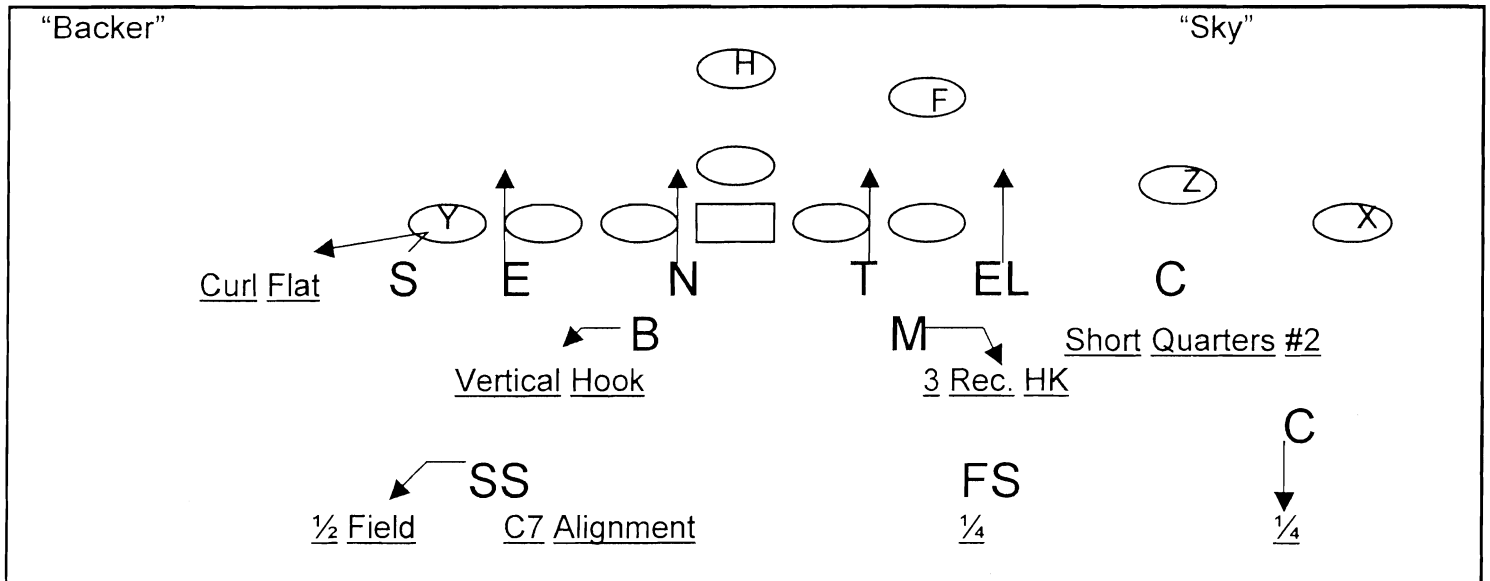 “Backer” “Sky”
H
F
Z
Y X
S E N T EL C
Curl Flat
B M Short Quarters #2
Vertical Hook 3 Rec. HK
C
SS FS
½ Field C7 Alignment ¼ ¼